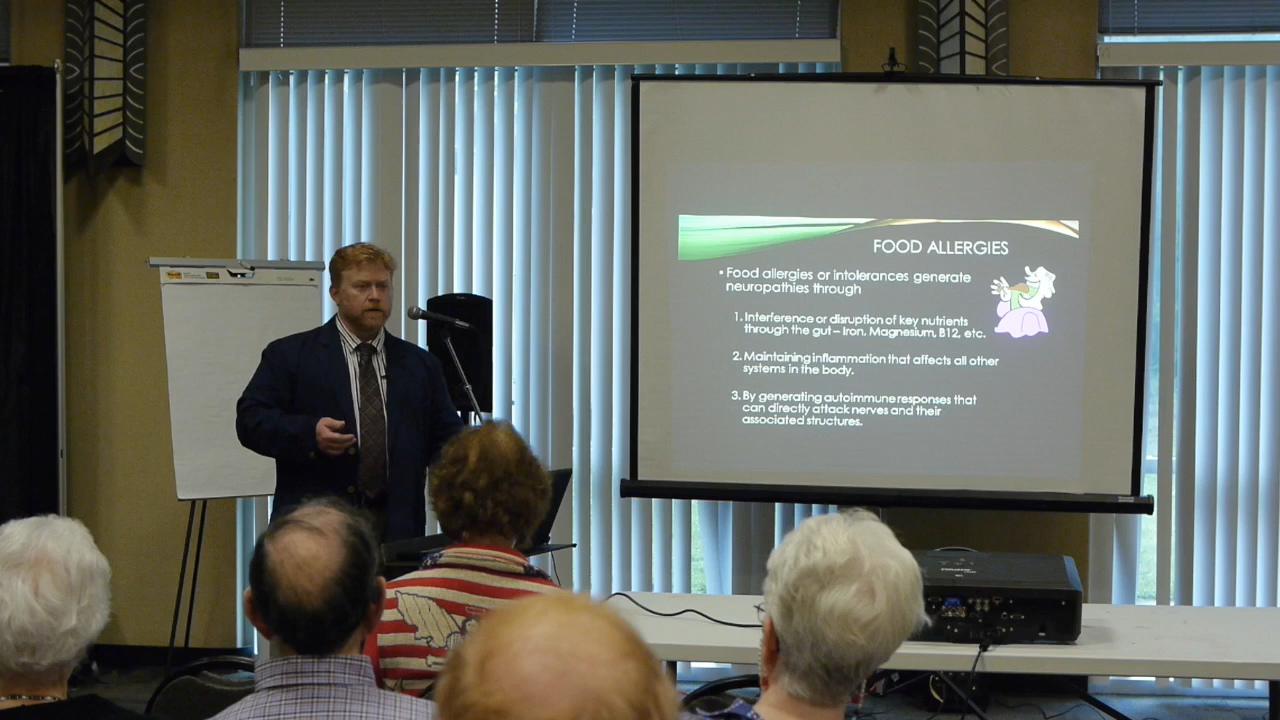 FOOD ALLERGIES
• Food allergies or intolerances generate
neuropathies through
1. Interference or disruption of key nutrients
through the gut – Iron, Magnesium, B12, etc.
2. Maintaining inflammation that affects all other
systems in the body.
3. By generating autoimmune responses that
can directly attack nerves and their
associated structures.